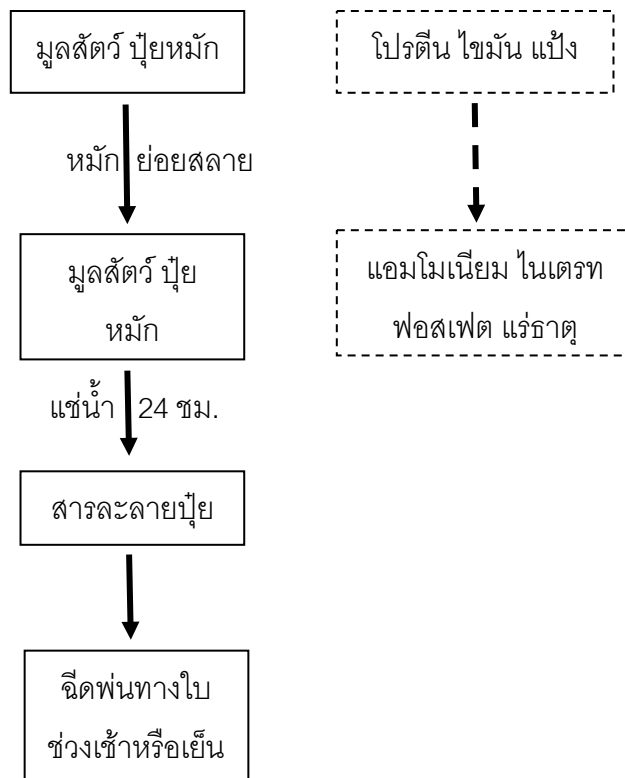 มูลสัตว์ ปุ๋ยหมัก
โปรตีน ไขมัน แป้ง
หมัก ย่อยสลาย
มูลสัตว์ ปุ๋ย
หมัก
แอมโมเนียม ไนเตรท
ฟอสเฟต แร่ธาตุ
แช่น้ำ 24 ชม.
สารละลายปุ๋ย
ฉีดพ่นทางใบ
ช่วงเช้าหรือเย็น